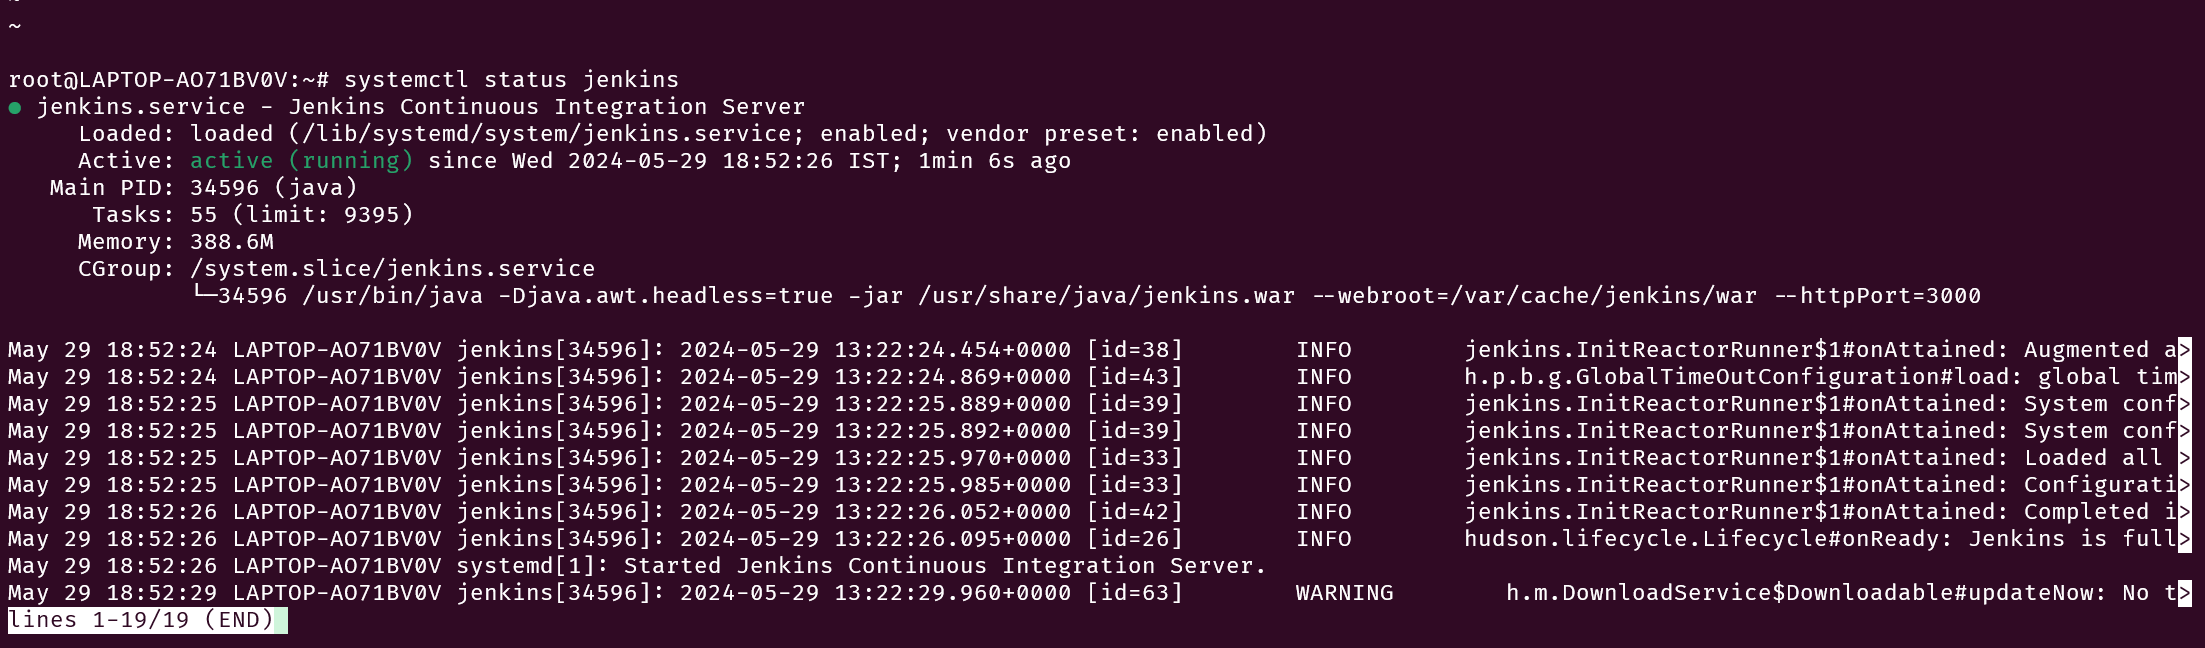 ~
root@LAPTOP-AO71BV0V:~# systemctl status jenkins
● jenkins.service - Jenkins Continuous Integration Server
     Loaded: loaded (/lib/systemd/system/jenkins.service; enabled; vendor preset: enabled)
     Active: active (running) since Wed 2024-05-29 18:52:26 IST; 1min 6s ago
   Main PID: 34596 (java)
      Tasks: 55 (limit: 9395)
     Memory: 388.6M
     CGroup: /system.slice/jenkins.service
             └─34596 /usr/bin/java -Djava.awt.headless=true -jar /usr/share/java/jenkins.war --webroot=/var/cache/jenkins/war --httpPort=3000
May 29 18:52:24 LAPTOP-AO71BV0V jenkins[34596]: 2024-05-29 13:22:24.454+0000 [id=38]        INFO        jenkins.InitReactorRunner$1#onAttained: Augmented a>
May 29 18:52:24 LAPTOP-AO71BV0V jenkins[34596]: 2024-05-29 13:22:24.869+0000 [id=43]        INFO        h.p.b.g.GlobalTimeOutConfiguration#load: global tim>
May 29 18:52:25 LAPTOP-AO71BV0V jenkins[34596]: 2024-05-29 13:22:25.889+0000 [id=39]        INFO        jenkins.InitReactorRunner$1#onAttained: System conf>
May 29 18:52:25 LAPTOP-AO71BV0V jenkins[34596]: 2024-05-29 13:22:25.892+0000 [id=39]        INFO        jenkins.InitReactorRunner$1#onAttained: System conf>
May 29 18:52:25 LAPTOP-AO71BV0V jenkins[34596]: 2024-05-29 13:22:25.970+0000 [id=33]        INFO        jenkins.InitReactorRunner$1#onAttained: Loaded all >
May 29 18:52:25 LAPTOP-AO71BV0V jenkins[34596]: 2024-05-29 13:22:25.985+0000 [id=33]        INFO        jenkins.InitReactorRunner$1#onAttained: Configurati>
May 29 18:52:26 LAPTOP-AO71BV0V jenkins[34596]: 2024-05-29 13:22:26.052+0000 [id=42]        INFO        jenkins.InitReactorRunner$1#onAttained: Completed i>
May 29 18:52:26 LAPTOP-AO71BV0V jenkins[34596]: 2024-05-29 13:22:26.095+0000 [id=26]        INFO        hudson.lifecycle.Lifecycle#onReady: Jenkins is full>
May 29 18:52:26 LAPTOP-AO71BV0V systemd[1]: Started Jenkins Continuous Integration Server.
May 29 18:52:29 LAPTOP-AO71BV0V jenkins[34596]: 2024-05-29 13:22:29.960+0000 [id=63]        WARNING        h.m.DownloadService$Downloadable#updateNow: No t>
lines 1-19/19 (END)